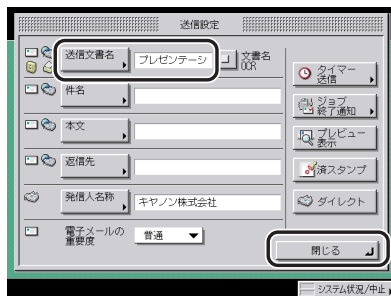 送信設定
送信文書名
プレゼンテーシ
文書名
OCR
タイマー
送信
件名
ジョブ
終了通知
本文
プレビュー
表示
返信先
済スタンプ
発信人名称
キヤノン株式会社
ダイレクト
電子メールの
重要度
普通
閉じる
システム状況/中止